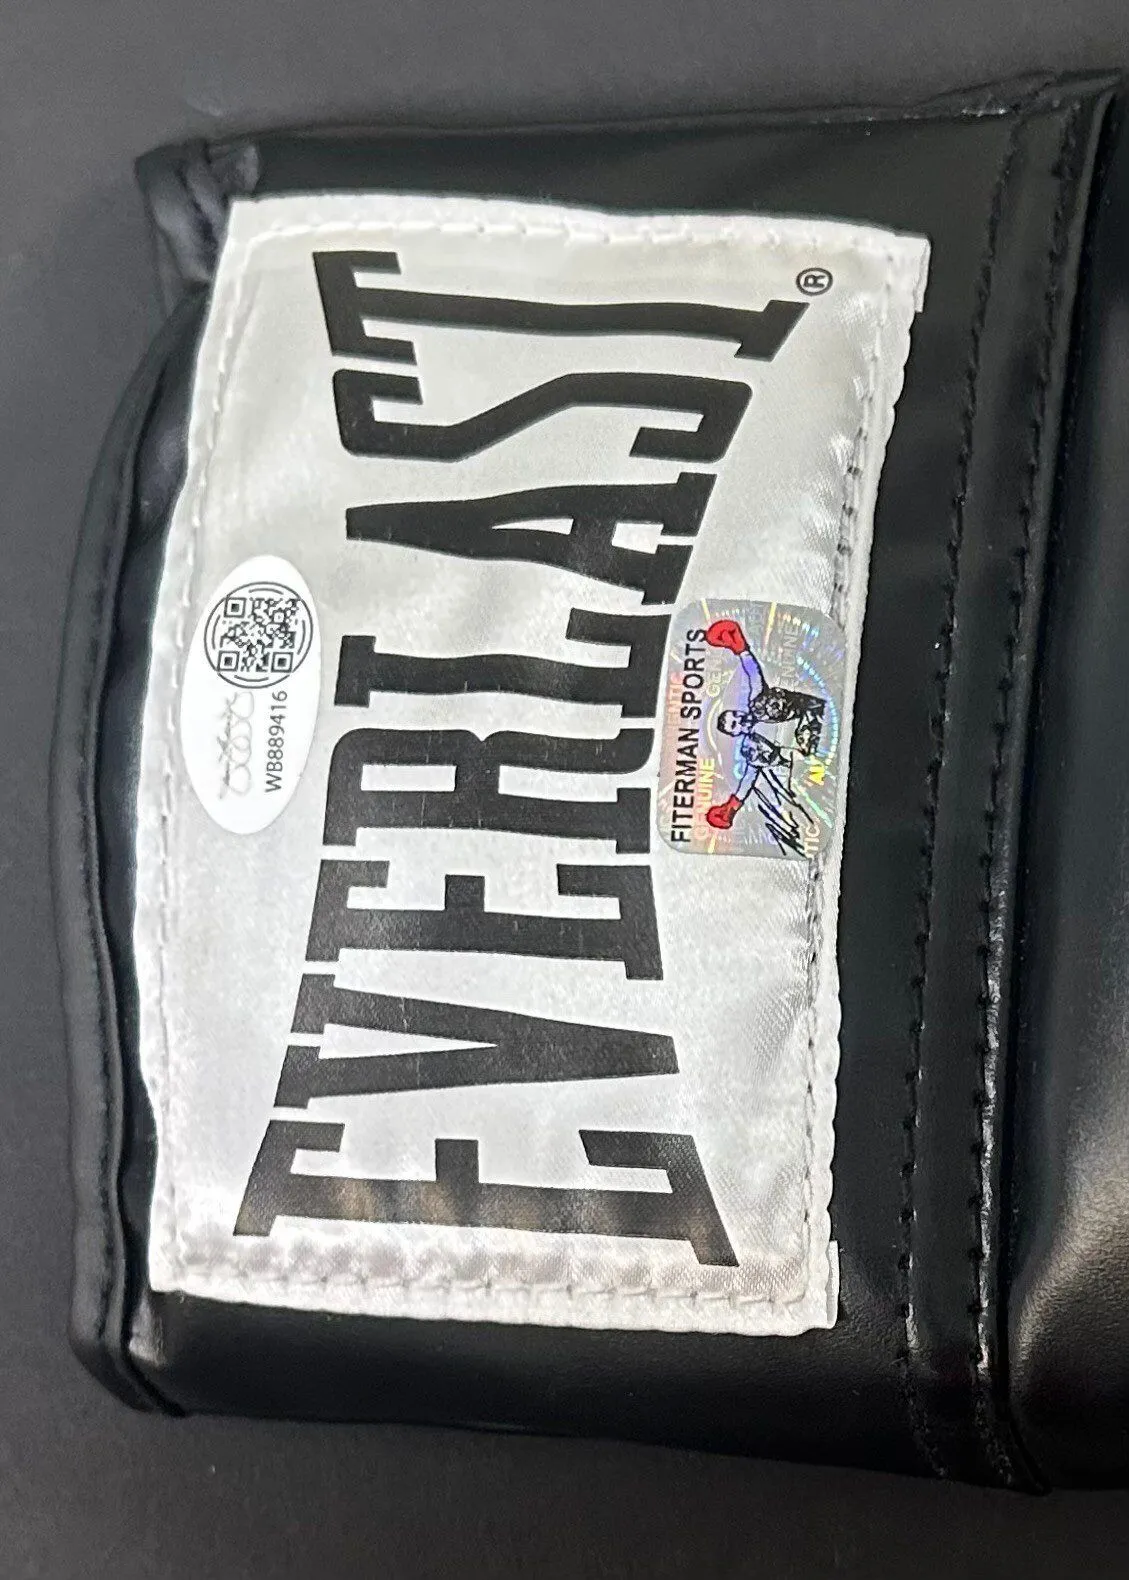 EVERLAST®
WB889416
FITERMAN SPORTS
GENUINE